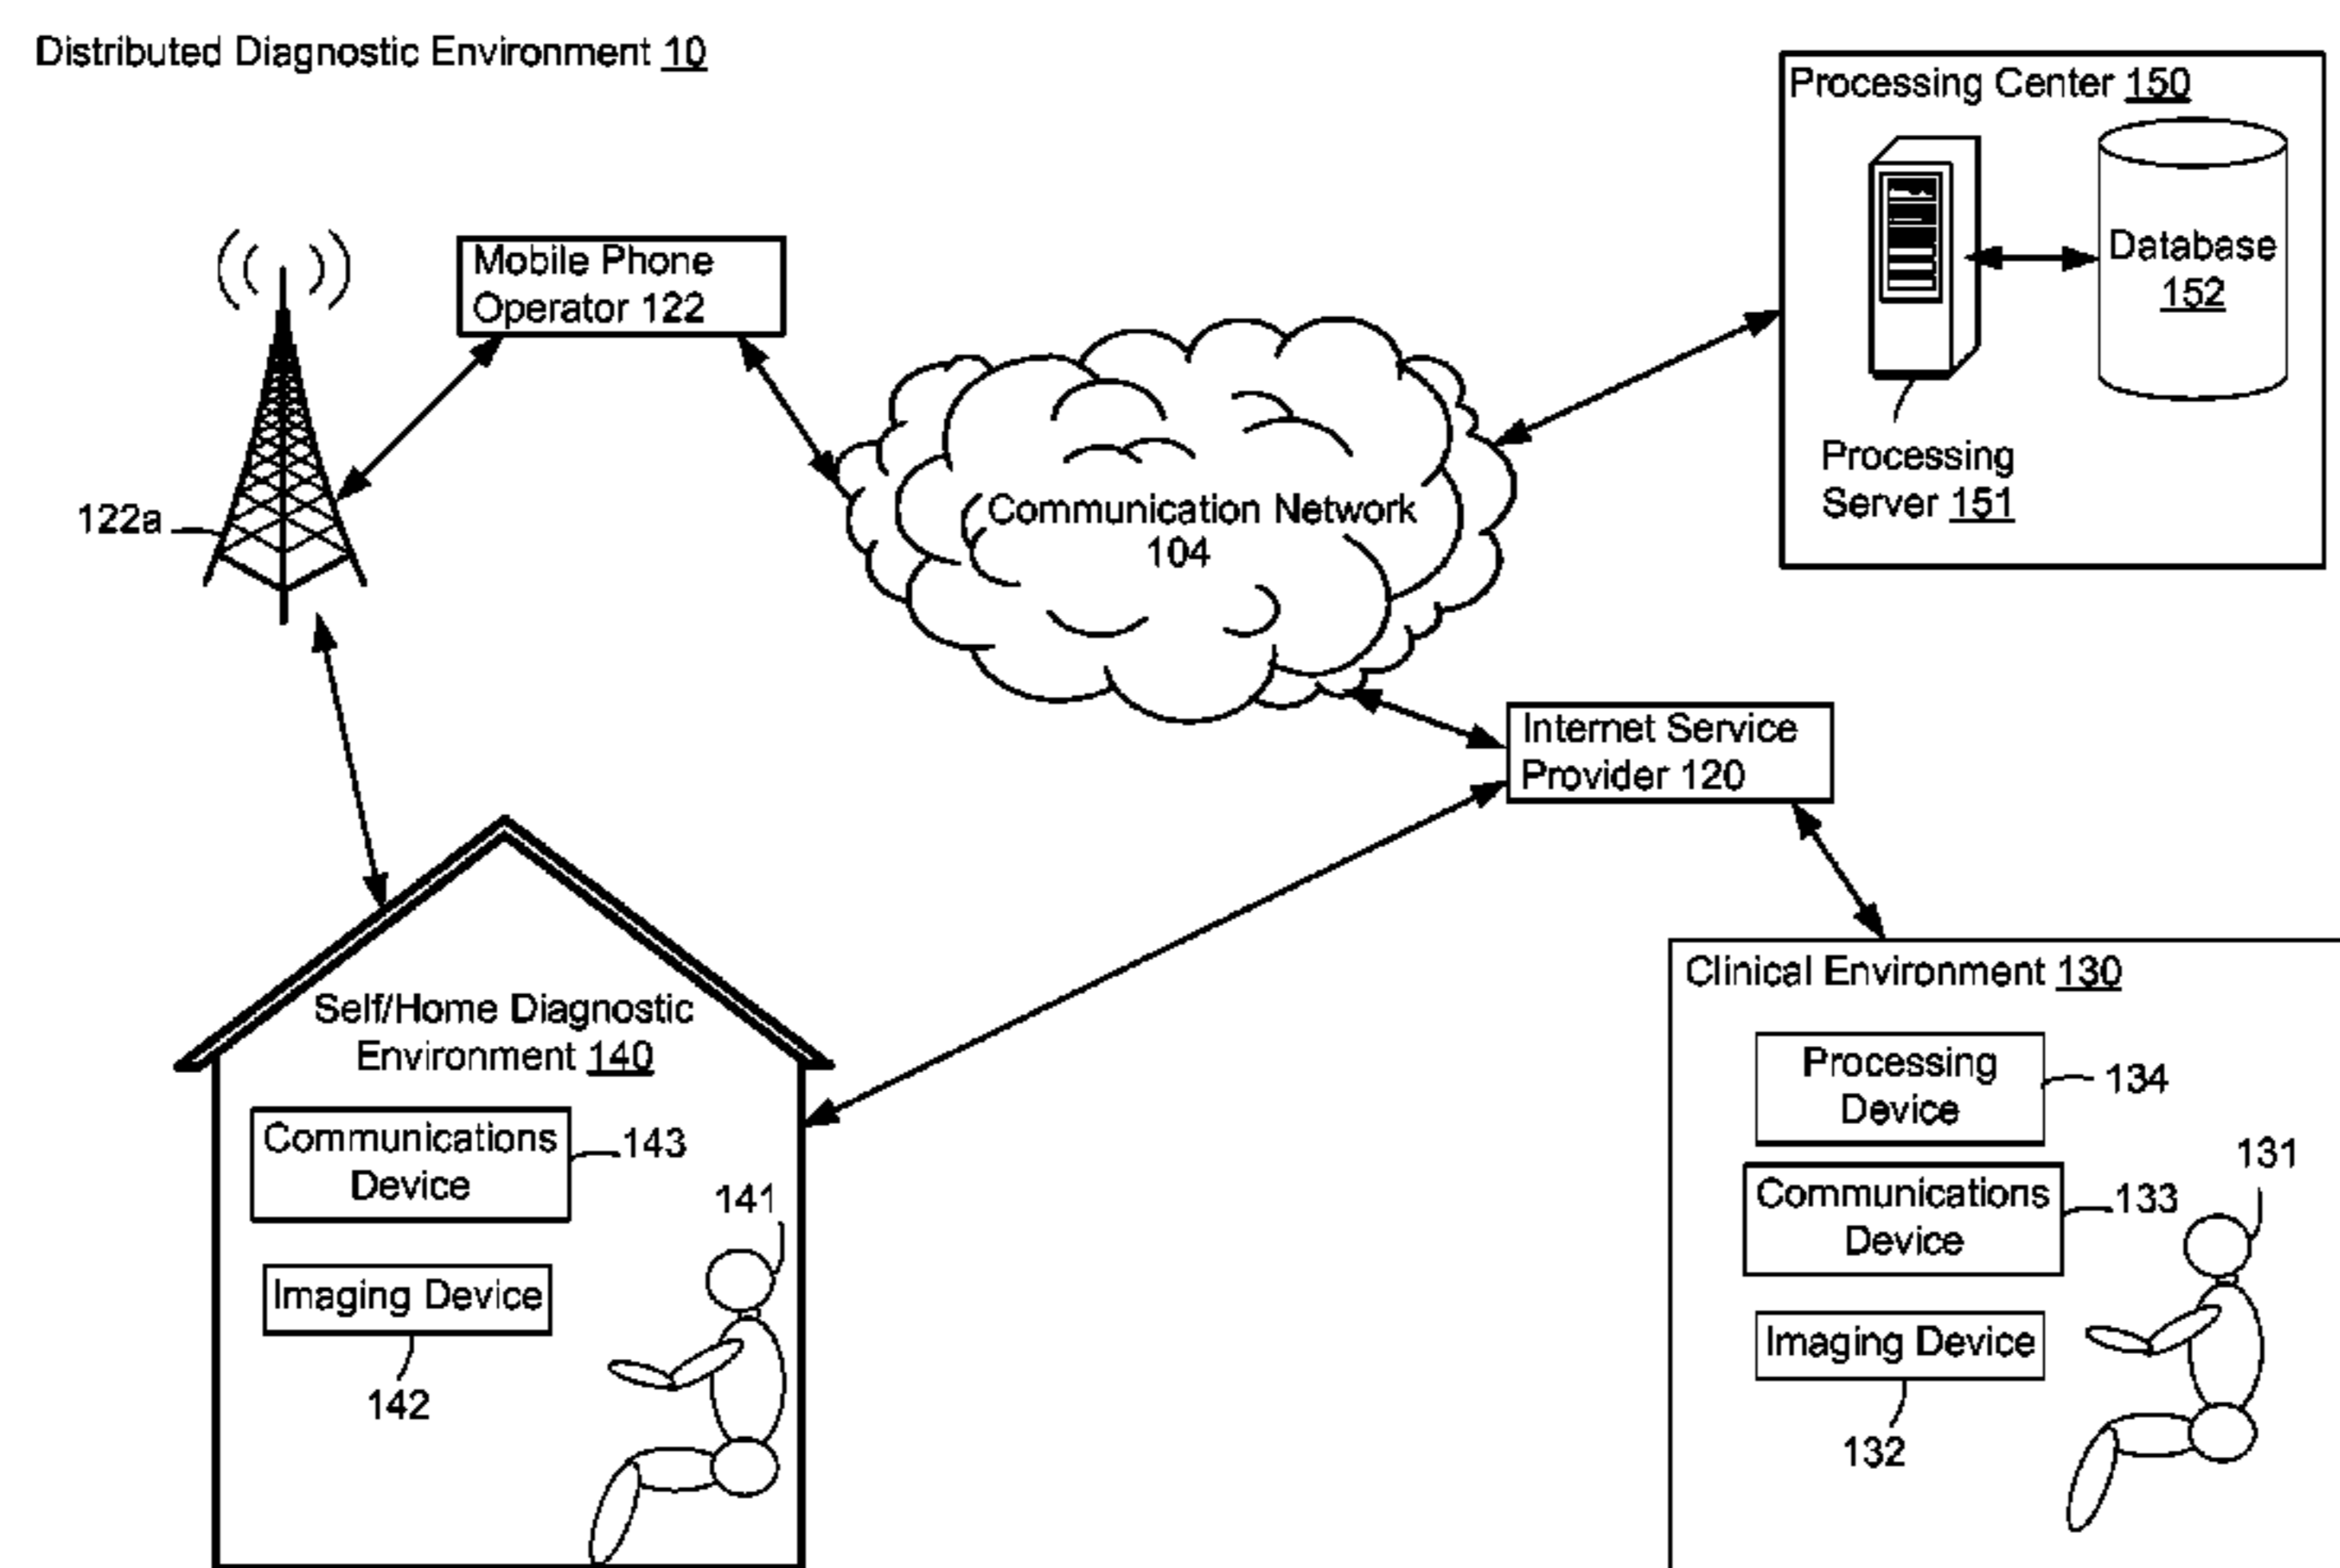 Distributed Diagnostic Environment 10
Processing Center 150
Database
152
Processing
Server 151
Mobile Phone
Operator 122
122a
Communication Network
104
Internet Service
Provider 120
Self/Home Diagnostic
Environment 140
Communications
Device
143
141
Imaging Device
142
Clinical Environment 130
Processing
Device
134
131
Communications
Device
133
Imaging Device
132